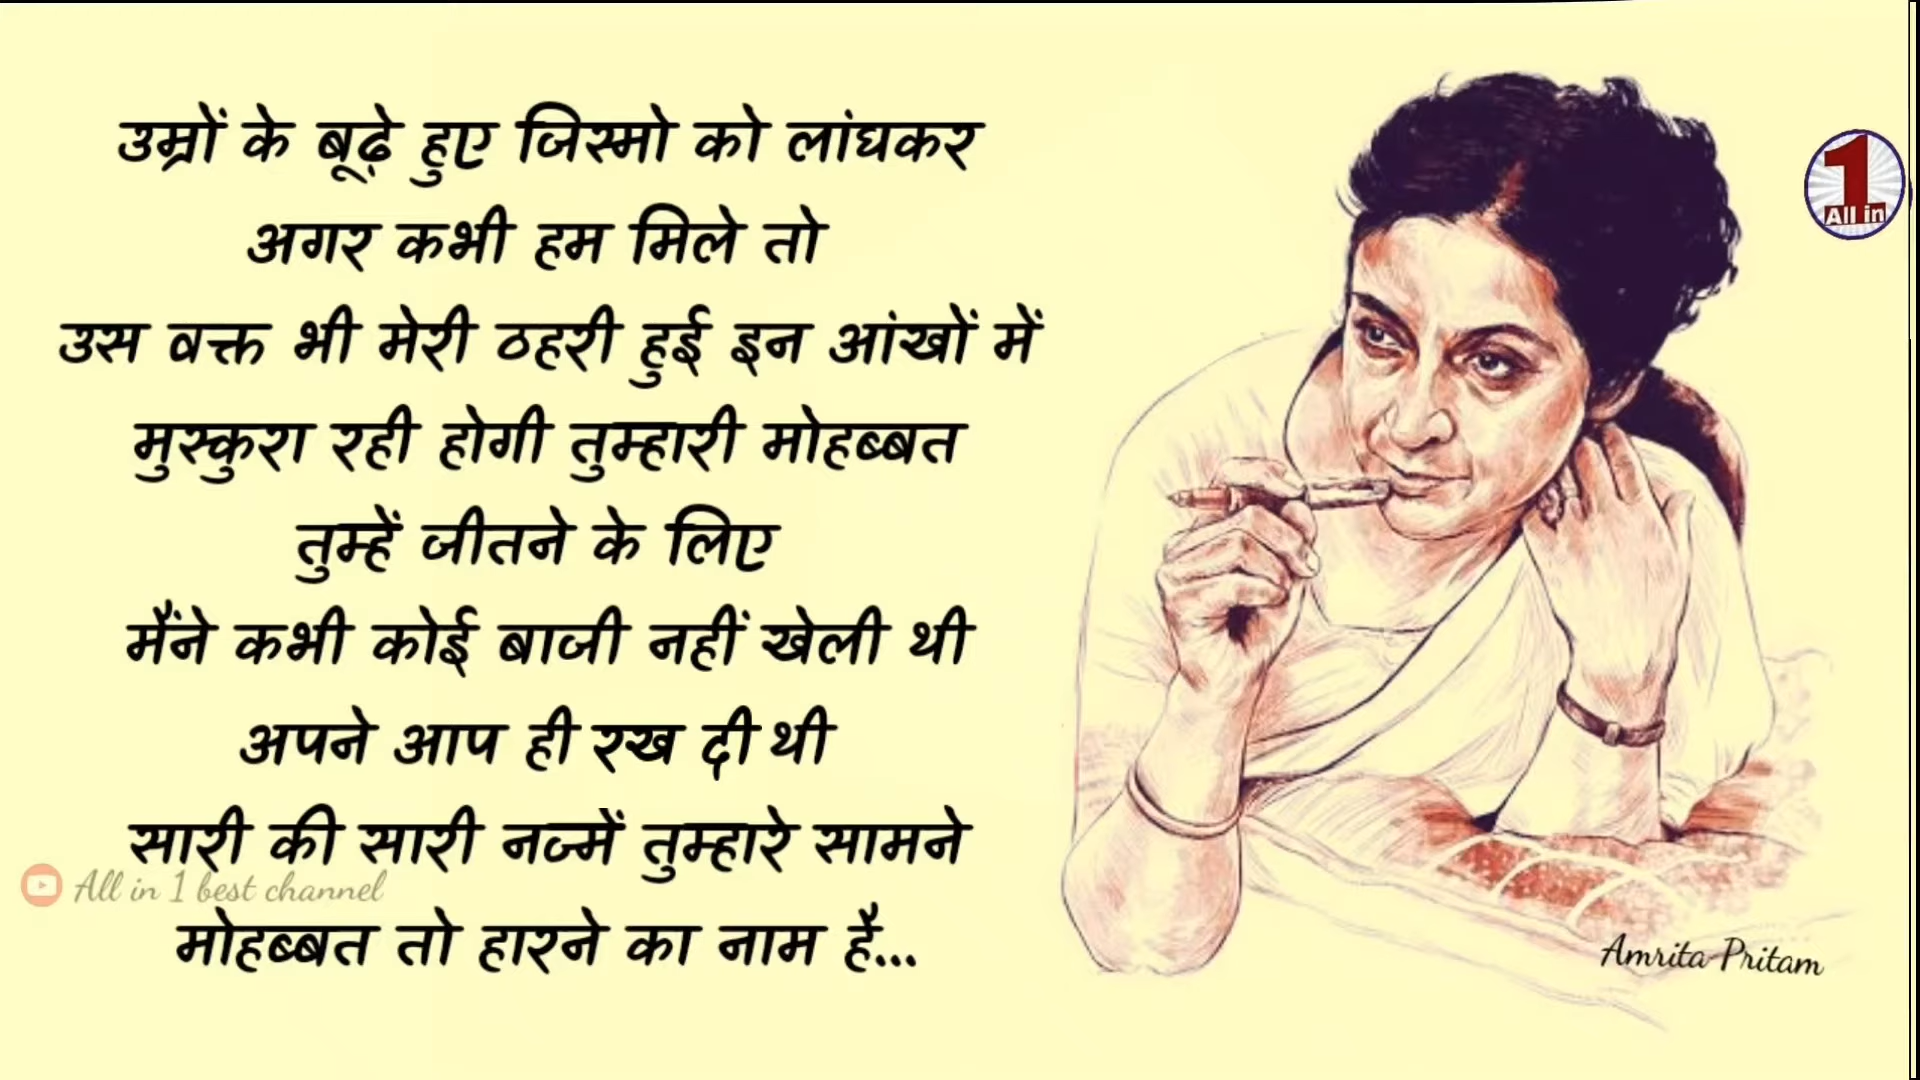 उम्रों के बूढ़े हुए जिस्मो को लांघकर
अगर कभी हम मिले तो
उस वक्त भी मेरी ठहरी हुई इन आंखों में
मुस्कुरा रही होगी तुम्हारी मोहब्बत
तुम्हें जीतने के लिए
मैंने कभी कोई बाजी नहीं खेली थी
अपने आप ही रख दी थी
सारी की सारी नज्में तुम्हारे सामने
All in 1 best channel
मोहब्बत तो हारने का नाम है...
1
All in
Amrita Pritam